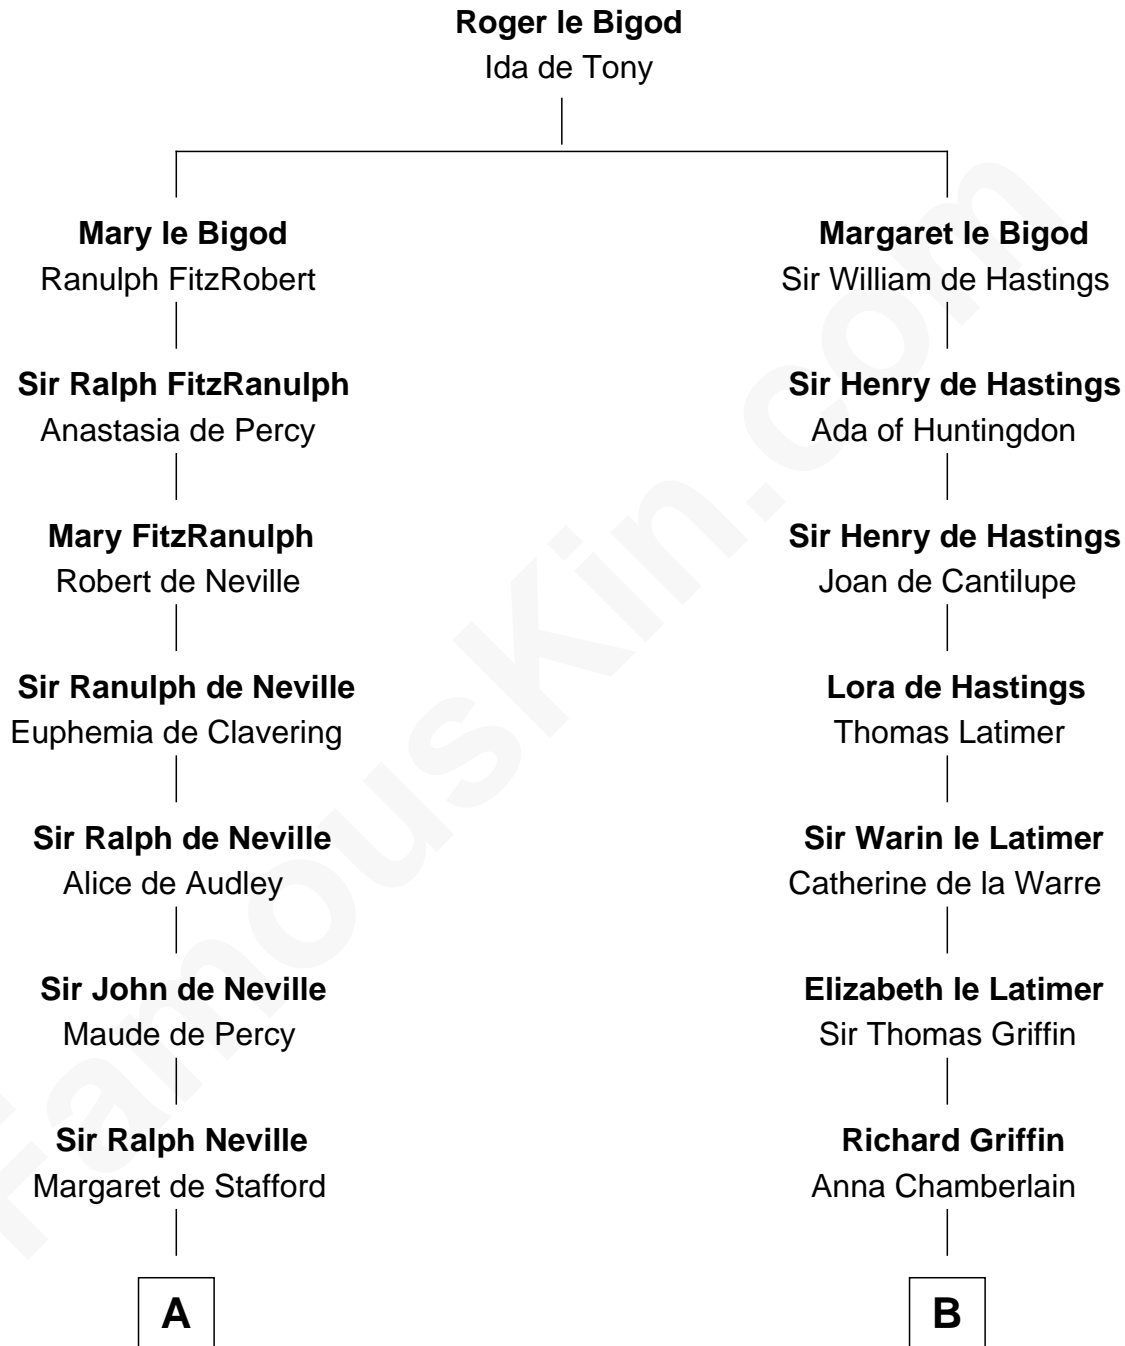 Roger le Bigod
Ida de Tony
Mary le Bigod
Ranulph FitzRobert
Margaret le Bigod
Sir William de Hastings
Sir Ralph FitzRanulph
Anastasia de Percy
Sir Henry de Hastings
Ada of Huntingdon
Mary FitzRanulph
Robert de Neville
Sir Henry de Hastings
Joan de Cantilupe
Sir Ranulph de Neville
Euphemia de Clavering
Lora de Hastings
Thomas Latimer
Sir Ralph de Neville
Alice de Audley
Sir Warin le Latimer
Catherine de la Warre
Sir John de Neville
Maude de Percy
Elizabeth le Latimer
Sir Thomas Griffin
Sir Ralph Neville
Margaret de Stafford
Richard Griffin
Anna Chamberlain
A
B
FamousKin.com